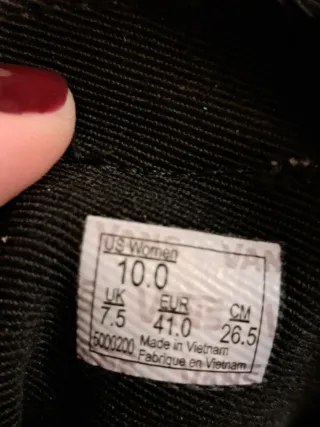 US Women
10.0
UK EUR CM
7.5 41.0 26.5
5000200 Made in Vietnam
Fabriqué en Vietnam